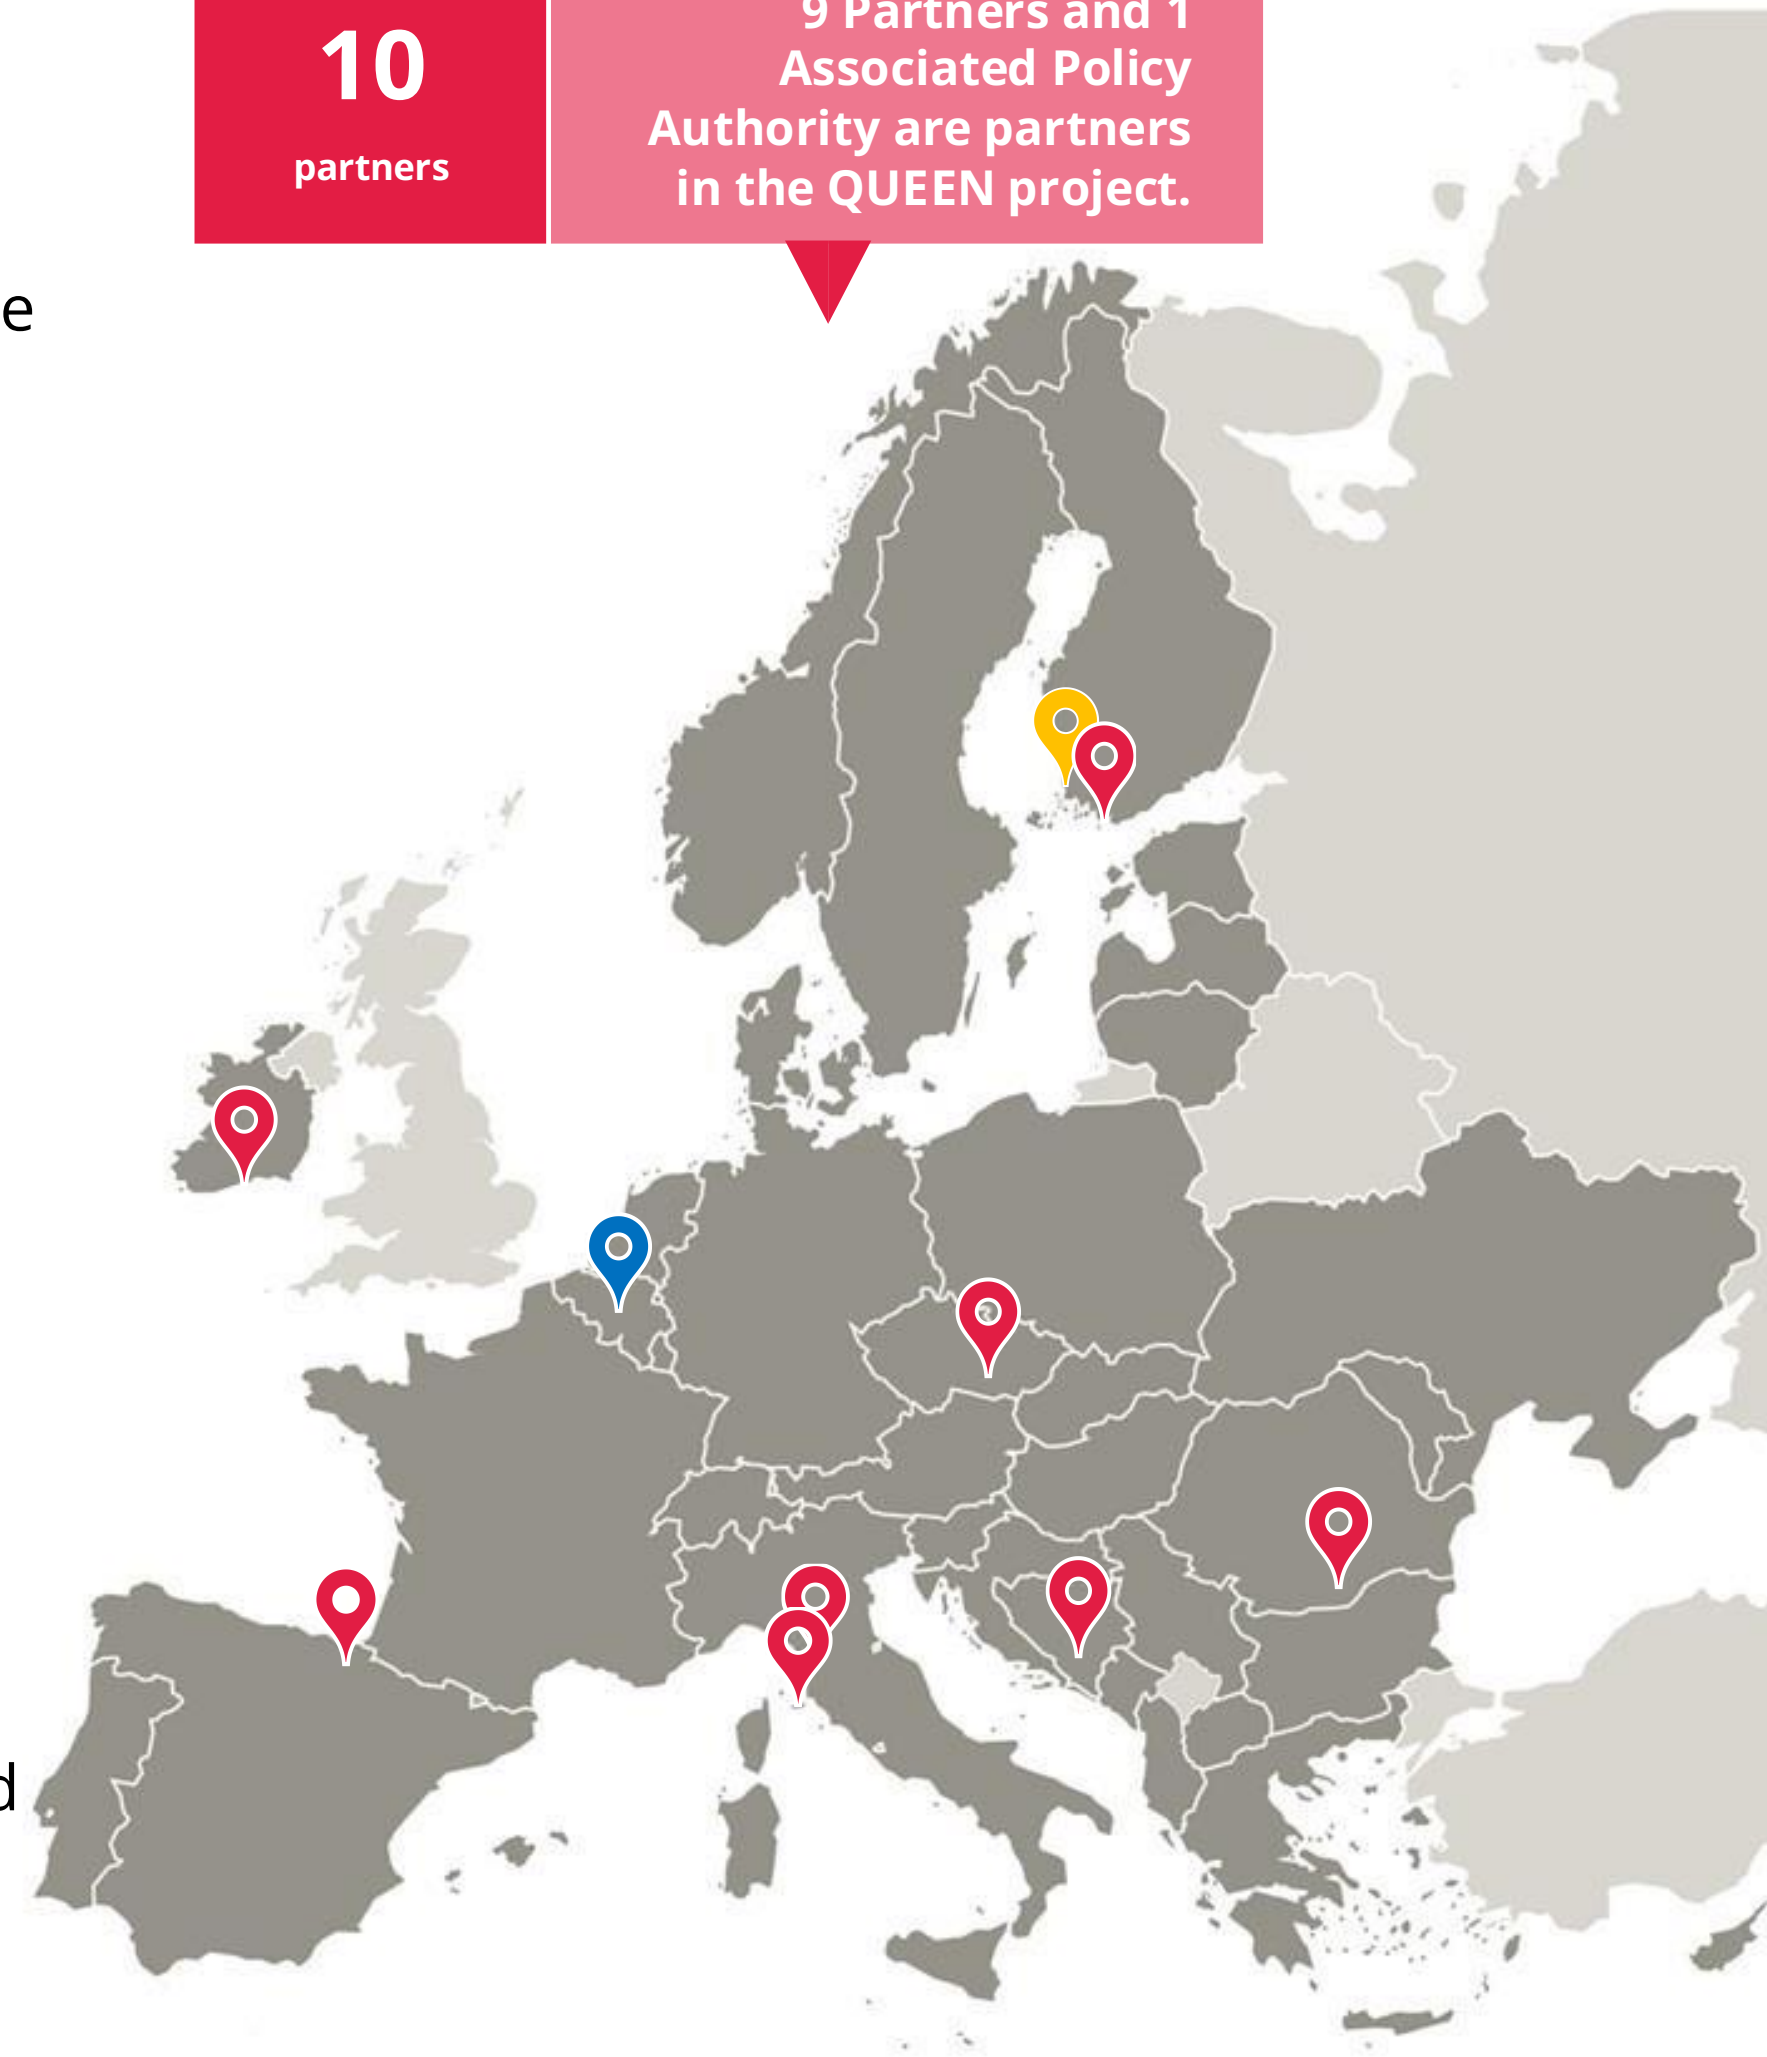 10
partners
9 Partners and 1
Associated Policy
Authority are partners
in the QUEEN project.
e
d